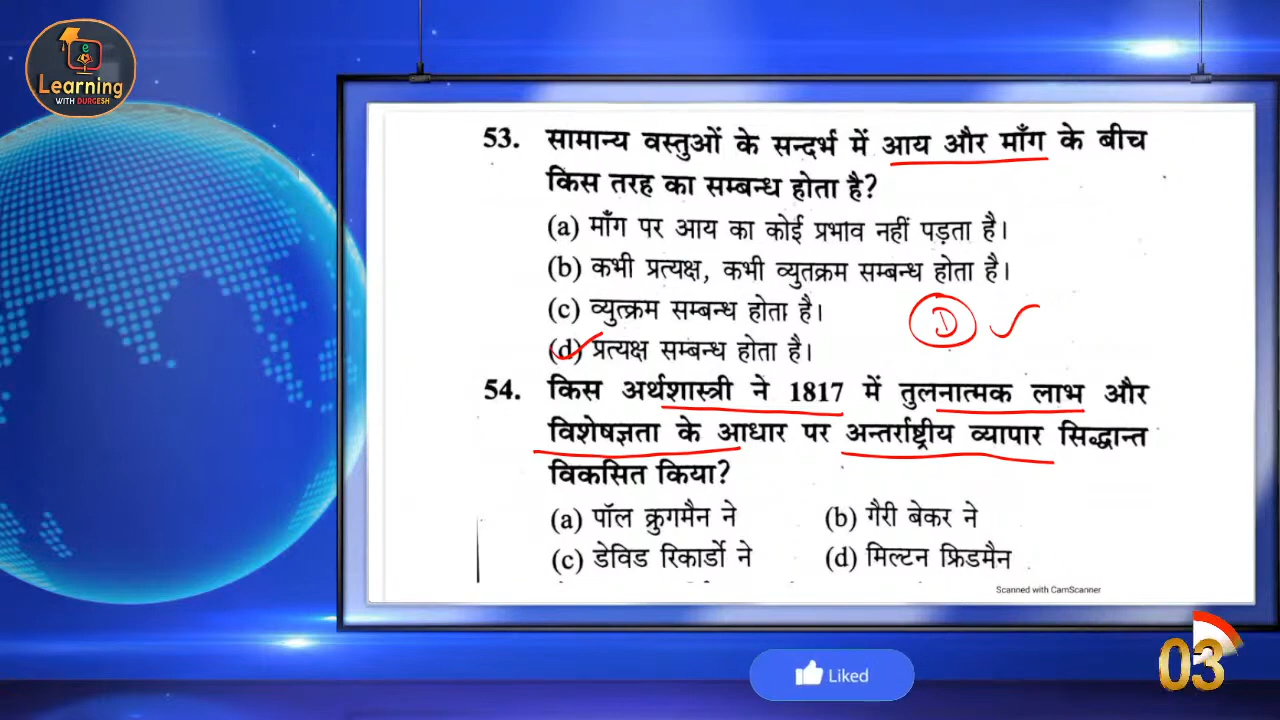 e
Learning
WITH DURGESH
53. सामान्य वस्तुओं के सन्दर्भ में आय और माँग के बीच
किस तरह का सम्बन्ध होता है?
(a) माँग पर आय का कोई प्रभाव नहीं पड़ता है।
(b) कभी प्रत्यक्ष, कभी व्युतक्रम सम्बन्ध होता है।
(c) व्युत्क्रम सम्बन्ध होता है।
D
(d) प्रत्यक्ष सम्बन्ध होता है।
54. किस अर्थशास्त्री ने 1817 में तुलनात्मक लाभ और
विशेषज्ञता के आधार पर अन्तर्राष्ट्रीय व्यापार सिद्धान्त
विकसित किया?
(a) पॉल क्रुगमैन ने (b) गैरी बेकर ने
(c) डेविड रिकार्डो ने (d) मिल्टन फ्रिडमैन
Scanned with CamScanner
03
Liked